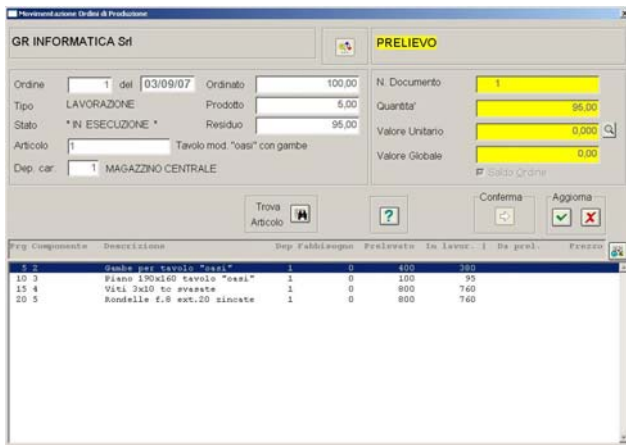 Movimentazione Ordini di Produzione
GR INFORMATICA Srl
PRELIEVO
Ordine 1 del 03/09/07 Ordinato 100,00
Tipo LAVORAZIONE Prodotto 5,00
Stato * IN ESECUZIONE * Residuo 95,00
Articolo 1 Tavolo mod. "oasi" con gambe
Dep. car. 1 MAGAZZINO CENTRALE
N. Documento 1
Quantita' 95,00
Valore Unitario 0,000
Valore Globale 0,00
Saldo Ordine
Trova Articolo
?
Conferma
Aggiorna
Prg Componente Descrizione Dep Fabbisogno Prelevato In lavor. | Da prel. Prezzo
5 2 Gambe per tavolo "oasi" 1 0 400 380
10 3 Piano 190x160 tavolo "oasi" 1 0 100 95
15 4 Viti 3x10 tc svasate 1 0 800 760
20 5 Rondelle f.8 ext.20 zincate 1 0 800 760